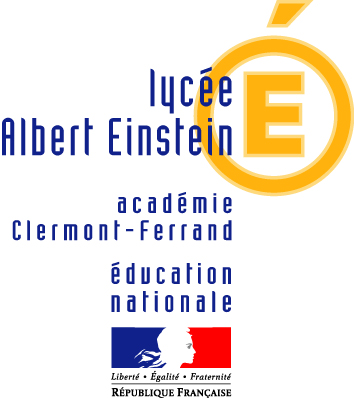 lycée
Albert Einstein
É
académie
Clermont-Ferrand
éducation
nationale
Liberté • Égalité • Fraternité
RÉPUBLIQUE FRANÇAISE